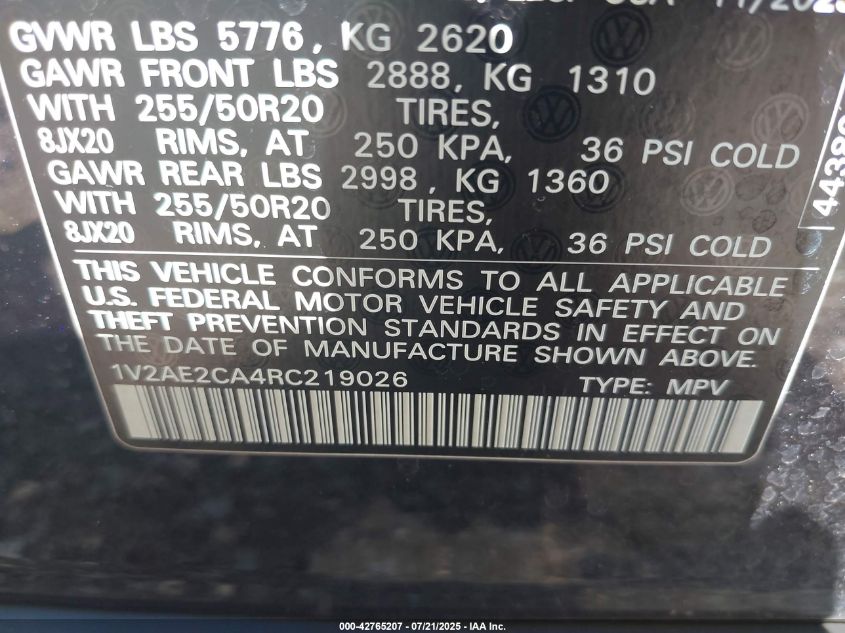 GVWR LBS 5776, KG 2620
GAWR FRONT LBS 2888, KG 1310
WITH 255/50R20 TIRES,
8JX20 RIMS, AT 250 KPA, 36 PSI COLD
GAWR REAR LBS 2998, KG 1360
WITH 255/50R20 TIRES,
8JX20 RIMS, AT 250 KPA, 36 PSI COLD
THIS VEHICLE CONFORMS TO ALL APPLICABLE
U.S. FEDERAL MOTOR VEHICLE SAFETY AND
THEFT PREVENTION STANDARDS IN EFFECT ON
THE DATE OF MANUFACTURE SHOWN ABOVE.
1V2AE2CA4RC219026 TYPE: MPV
000-42765207 - 07/21/2025 - IAA Inc.